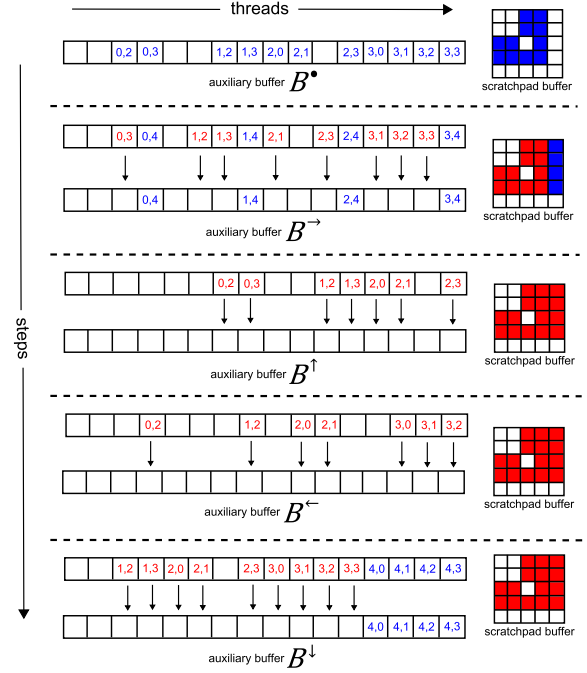 threads
steps
0,2 0,3 1,2 1,3 2,0 2,1 2,3 3,0 3,1 3,2 3,3
auxiliary buffer B•
scratchpad buffer
0,3 0,4 1,2 1,3 1,4 2,1 2,3 2,4 3,1 3,2 3,3 3,4
0,4 1,4 2,4 3,4
auxiliary buffer B→
scratchpad buffer
0,2 0,3 1,2 1,3 2,0 2,1 2,3
auxiliary buffer B↑
scratchpad buffer
0,2 1,2 2,0 2,1 3,0 3,1 3,2
auxiliary buffer B←
scratchpad buffer
1,2 1,3 2,0 2,1 2,3 3,0 3,1 3,2 3,3 4,0 4,1 4,2 4,3
4,0 4,1 4,2 4,3
auxiliary buffer B↓
scratchpad buffer